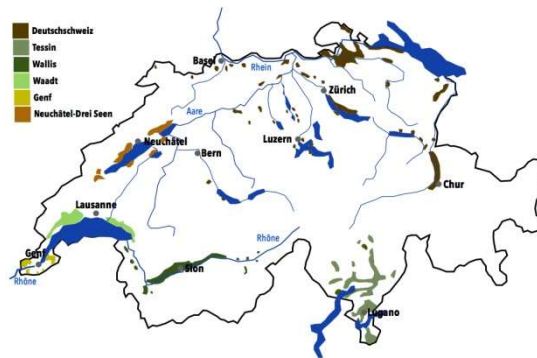 Deutschschweiz
Tessin
Wallis
Waadt
Genf
Neuchâtel-Drei Seen
Basel
Rhein
Zürich
Aare
Neuchâtel
Bern
Luzern
Chur
Lausanne
Genf
Rhône
Sion
Rhône
Lugano